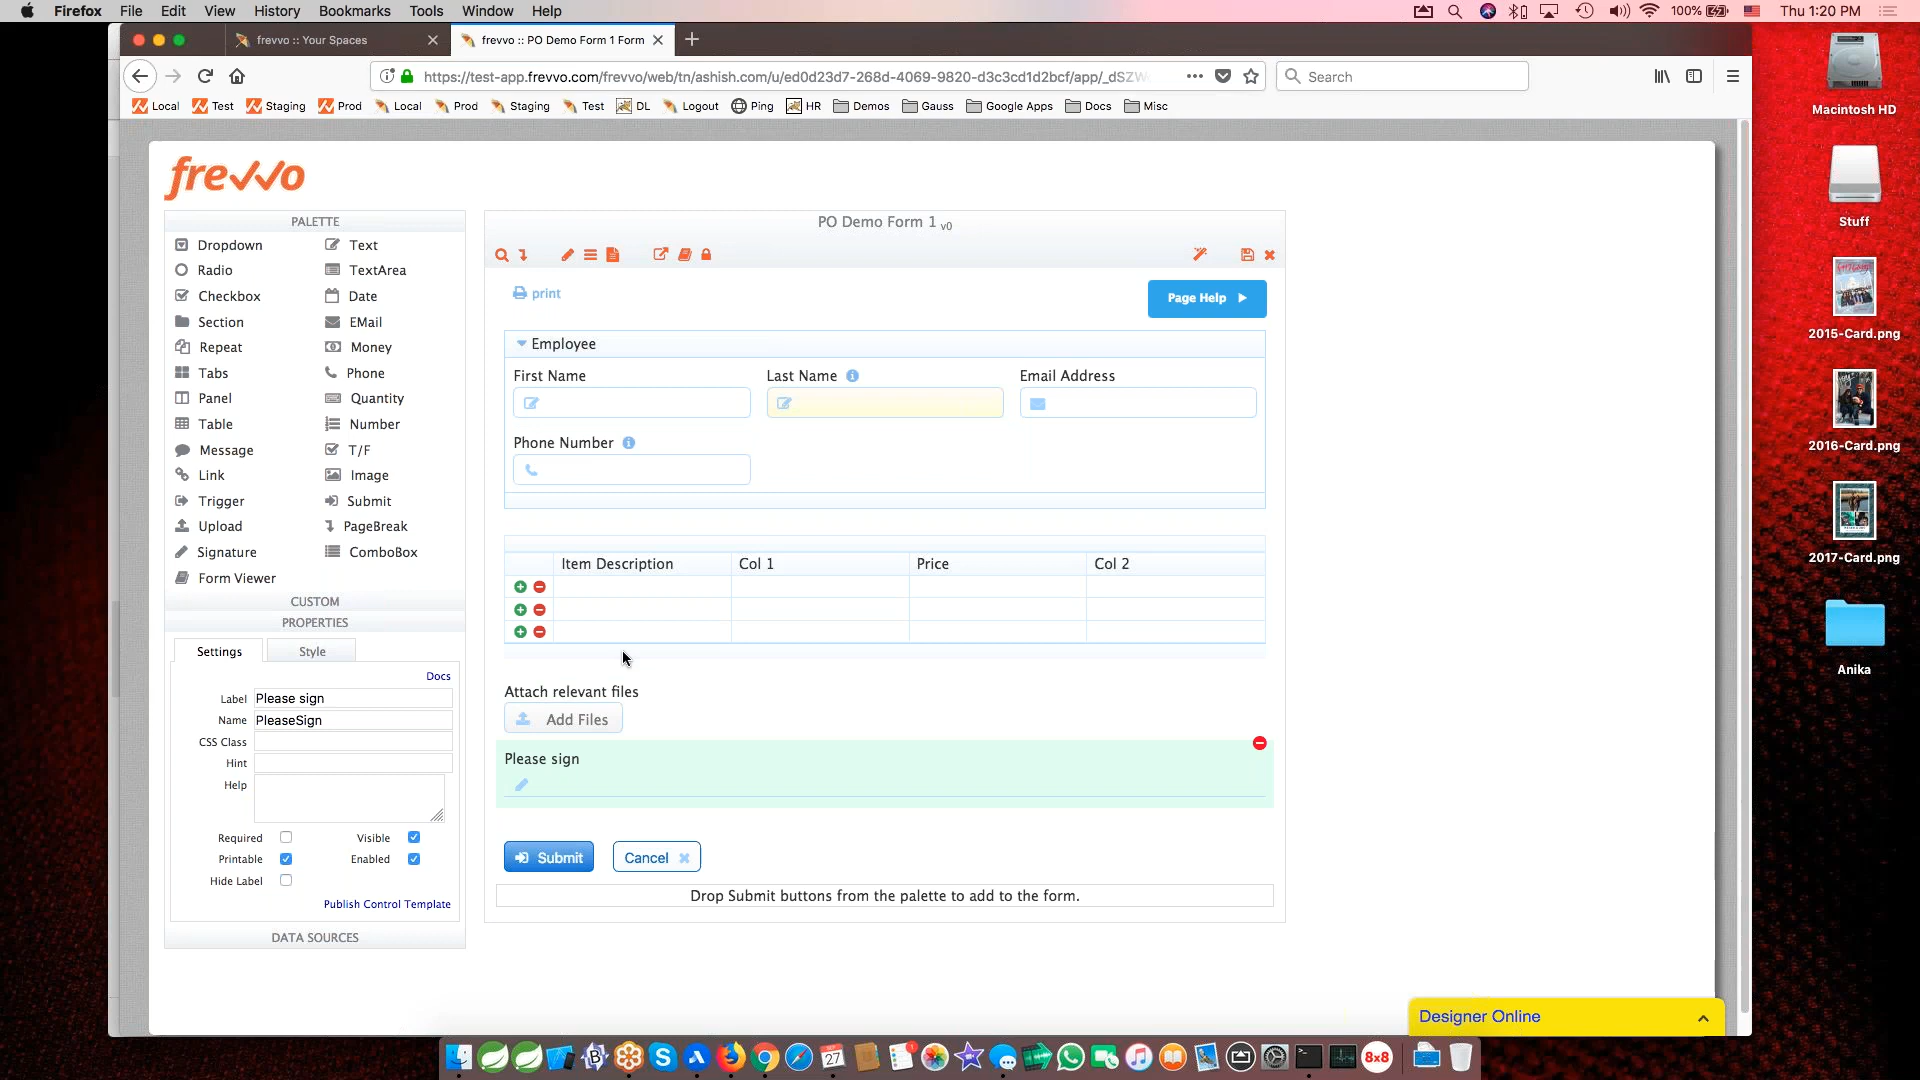 Firefox File Edit View History Bookmarks Tools Window Help 100% Thu 1:20 PM
frevvo :: Your Spaces frevvo :: PO Demo Form 1 Form
https://test-app.frevvo.com/frevvo/web/tn/ashish.com/u/ed0d23d7-268d-4069-9820-d3c3cd1d2bcf/app/_dSZW Search
Local Test Staging Prod Local Prod Staging Test DL Logout Ping HR Demos Gauss Google Apps Docs Misc
Macintosh HD
Stuff
2015-Card.png
2016-Card.png
2017-Card.png
Anika
frevvo
PALETTE
Dropdown Text
Radio TextArea
Checkbox Date
Section EMail
Repeat Money
Tabs Phone
Panel Quantity
Table Number
Message T/F
Link Image
Trigger Submit
Upload PageBreak
Signature ComboBox
Form Viewer
CUSTOM
PROPERTIES
Settings Style
Docs
Label Please sign
Name PleaseSign
CSS Class
Hint
Help
Required Visible
Printable Enabled
Hide Label
Publish Control Template
DATA SOURCES
PO Demo Form 1 v0
print Page Help
Employee
First Name Last Name Email Address
Phone Number
Item Description Col 1 Price Col 2
Attach relevant files
Add Files
Please sign
Submit Cancel
Drop Submit buttons from the palette to add to the form.
Designer Online
27
1
8x8